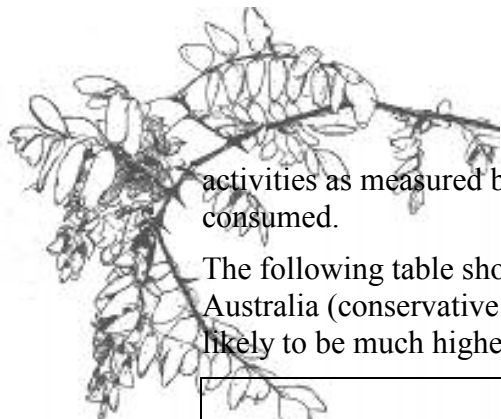 activities as measured b
consumed.
The following table sho
Australia (conservative
likely to be much highe